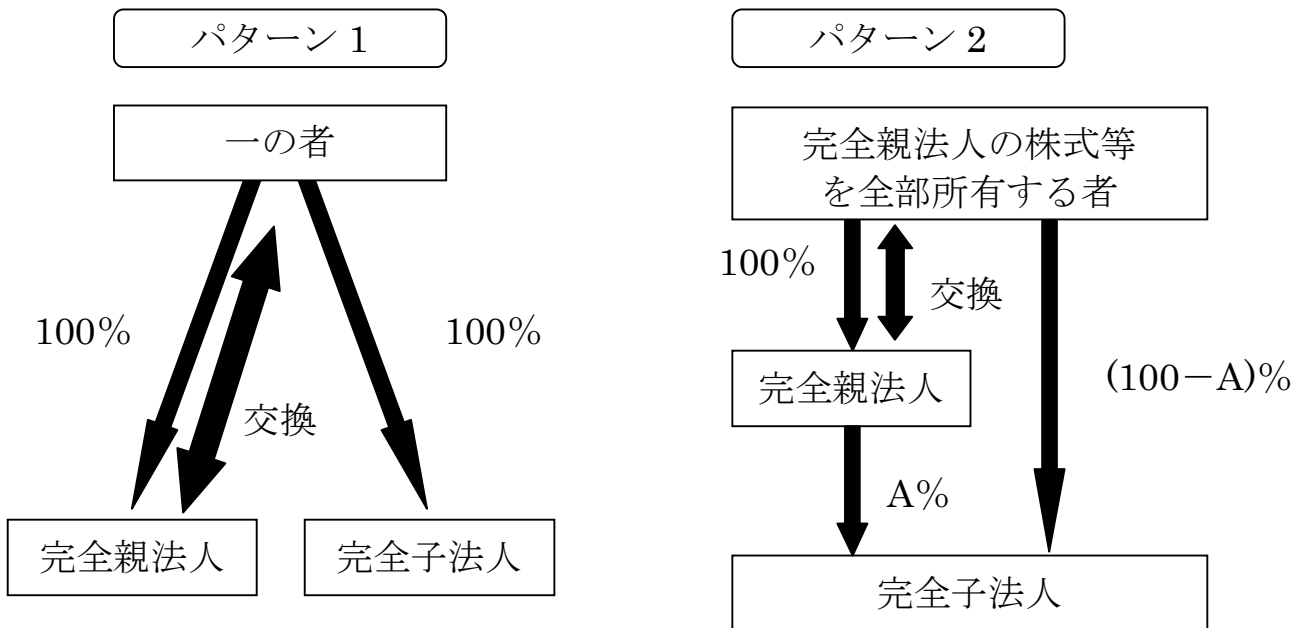 パターン 1
一の者
100%
100%
交換
完全親法人
完全子法人
パターン 2
完全親法人の株式等
を全部所有する者
100%
交換
完全親法人
(100－A)%
A%
完全子法人